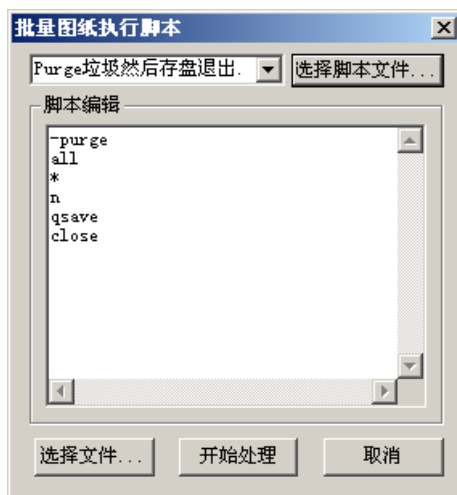 批量图纸执行脚本
Purge垃圾然后存盘退出. 选择脚本文件...
脚本编辑
-purge
all
*
n
qsave
close
选择文件... 开始处理 取消